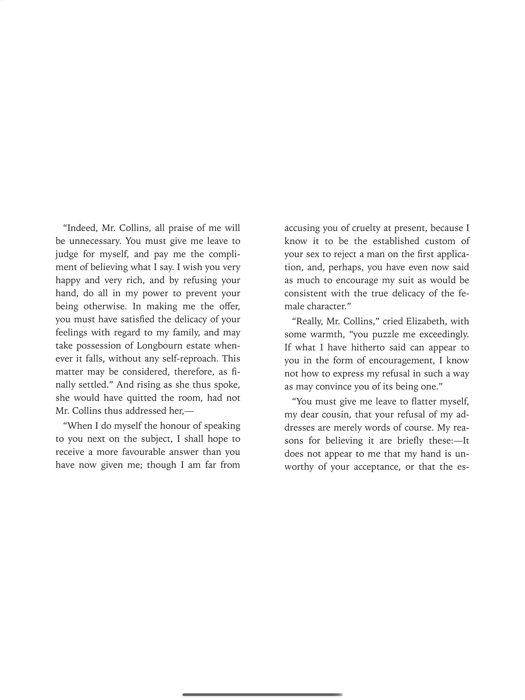 “Indeed, Mr. Collins, all praise of me will
be unnecessary. You must give me leave to
judge for myself, and pay me the compli-
ment of believing what I say. I wish you very
happy and very rich, and by refusing your
hand, do all in my power to prevent your
being otherwise. In making me the offer,
you must have satisfied the delicacy of your
feelings with regard to my family, and may
take possession of Longbourn estate when-
ever it falls, without any self-reproach. This
matter may be considered, therefore, as fi-
nally settled.” And rising as she thus spoke,
she would have quitted the room, had not
Mr. Collins thus addressed her,—
“When I do myself the honour of speaking
to you next on the subject, I shall hope to
receive a more favourable answer than you
have now given me; though I am far from
accusing you of cruelty at present, because I
know it to be the established custom of
your sex to reject a man on the first applica-
tion, and, perhaps, you have even now said
as much to encourage my suit as would be
consistent with the true delicacy of the fe-
male character.”
“Really, Mr. Collins,” cried Elizabeth, with
some warmth, “you puzzle me exceedingly.
If what I have hitherto said can appear to
you in the form of encouragement, I know
not how to express my refusal in such a way
as may convince you of its being one.”
“You must give me leave to flatter myself,
my dear cousin, that your refusal of my ad-
dresses are merely words of course. My rea-
sons for believing it are briefly these:—It
does not appear to me that my hand is un-
worthy of your acceptance, or that the es-